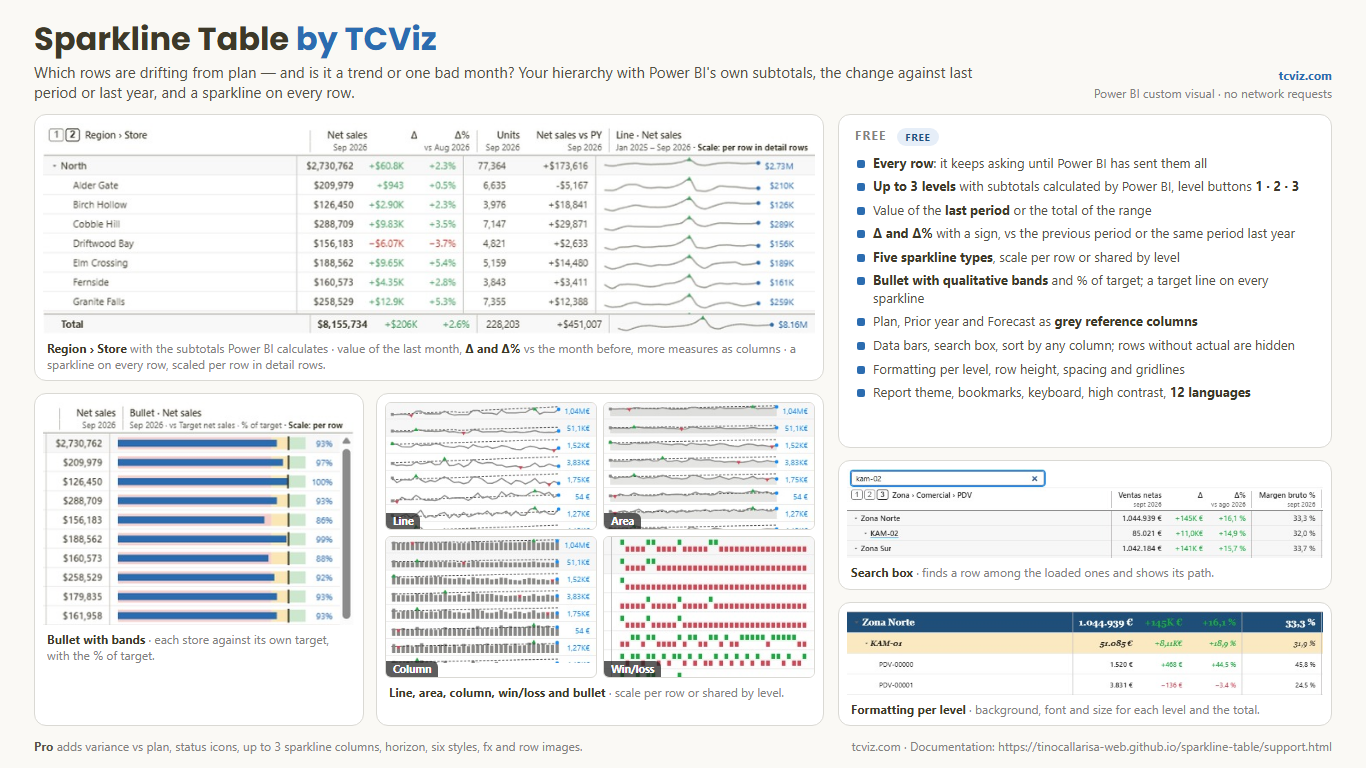 Sparkline Table by TCViz
Which rows are drifting from plan — and is it a trend or one bad month? Your hierarchy with Power BI's own subtotals, the change against last
period or last year, and a sparkline on every row.
tcviz.com
Power BI custom visual · no network requests
1 2 Region › Store
Net sales Δ Δ% Units Net sales vs PY Line · Net sales
Sep 2026 vs Aug 2026 Sep 2026 Sep 2026 Jan 2025 – Sep 2026 · Scale: per row in detail rows
- North $2,730,762 +$60.8K +2.3% 77,364 +$173,616 $2.73M
Alder Gate $209,979 +$943 +0.5% 6,635 -$5,167 $210K
Birch Hollow $126,450 +$2.90K +2.3% 3,976 +$18,841 $126K
Cobble Hill $288,709 +$9.83K +3.5% 7,147 +$29,871 $289K
Driftwood Bay $156,183 −$6.07K −3.7% 4,821 +$2,633 $156K
Elm Crossing $188,562 +$9.65K +5.4% 5,159 +$14,480 $189K
Fernside $160,573 +$4.35K +2.8% 3,843 +$3,411 $161K
Granite Falls $258,529 +$12.9K +5.3% 7,355 +$12,388 $259K
Total $8,155,734 +$206K +2.6% 228,203 +$451,007 $8.16M
Region › Store with the subtotals Power BI calculates · value of the last month, Δ and Δ% vs the month before, more measures as columns · a
sparkline on every row, scaled per row in detail rows.
FREE FREE
Every row: it keeps asking until Power BI has sent them all
Up to 3 levels with subtotals calculated by Power BI, level buttons 1 · 2 · 3
Value of the last period or the total of the range
Δ and Δ% with a sign, vs the previous period or the same period last year
Five sparkline types, scale per row or shared by level
Bullet with qualitative bands and % of target; a target line on every
sparkline
Plan, Prior year and Forecast as grey reference columns
Data bars, search box, sort by any column; rows without actual are hidden
Formatting per level, row height, spacing and gridlines
Report theme, bookmarks, keyboard, high contrast, 12 languages
Net sales Bullet · Net sales
Sep 2026 Sep 2026 · vs Target net sales · % of target · Scale: per row
$2,730,762 93%
$209,979 97%
$126,450 100%
$288,709 93%
$156,183 86%
$188,562 99%
$160,573 88%
$258,529 92%
$179,835 93%
$161,958 93%
Bullet with bands · each store against its own target,
with the % of target.
1,04M€
51,1K€
1,52K€
3,83K€
1,75K€
54 €
1,27K€
Line
1,04M€
51,1K€
1,52K€
3,83K€
1,75K€
54 €
1,27K€
Area
1,04M€
51,1K€
1,52K€
3,83K€
1,75K€
54 €
1,27K€
Column
Win/loss
Line, area, column, win/loss and bullet · scale per row or shared by level.
kam-02 ×
1 2 3 Zona › Comercial › PDV Ventas netas Δ Δ% Margen bruto %
sept 2026 vs ago 2026 sept 2026
- Zona Norte 1.044.939 € +145K € +16,1 % 33,3 %
- KAM-02 85.021 € +11,0K€ +14,9 % 32,0 %
- Zona Sur 1.042.184 € +141K € +15,7 % 33,7 %
Search box · finds a row among the loaded ones and shows its path.
- Zona Norte 1.044.939 € +145K € +16,1 % 33,3 %
- KAM-01 51.085 € +8,11K€ +18,9 % 31,9 %
PDV-00000 1.520 € +468 € +44,5 % 45,8 %
PDV-00001 3.831 € −136 € −3,4 % 24,5 %
Formatting per level · background, font and size for each level and the total.
Pro adds variance vs plan, status icons, up to 3 sparkline columns, horizon, six styles, fx and row images.
tcviz.com · Documentation: https://tinocallarisa-web.github.io/sparkline-table/support.html